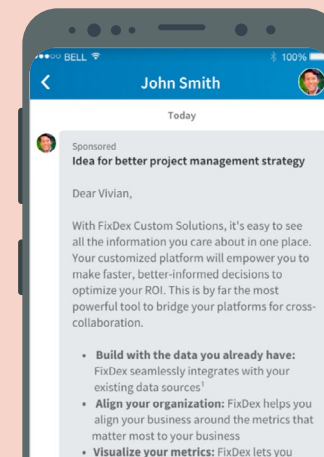 BELL 100%
John Smith
Today
Sponsored
Idea for better project management strategy
Dear Vivian,
With FixDex Custom Solutions, it's easy to see
all the information you care about in one place.
Your customized platform will empower you to
make faster, better-informed decisions to
optimize your ROI. This is by far the most
powerful tool to bridge your platforms for cross-
collaboration.
• Build with the data you already have:
FixDex seamlessly integrates with your
existing data sources¹
• Align your organization: FixDex helps you
align your business around the metrics that
matter most to your business
• Visualize your metrics: FixDex lets you